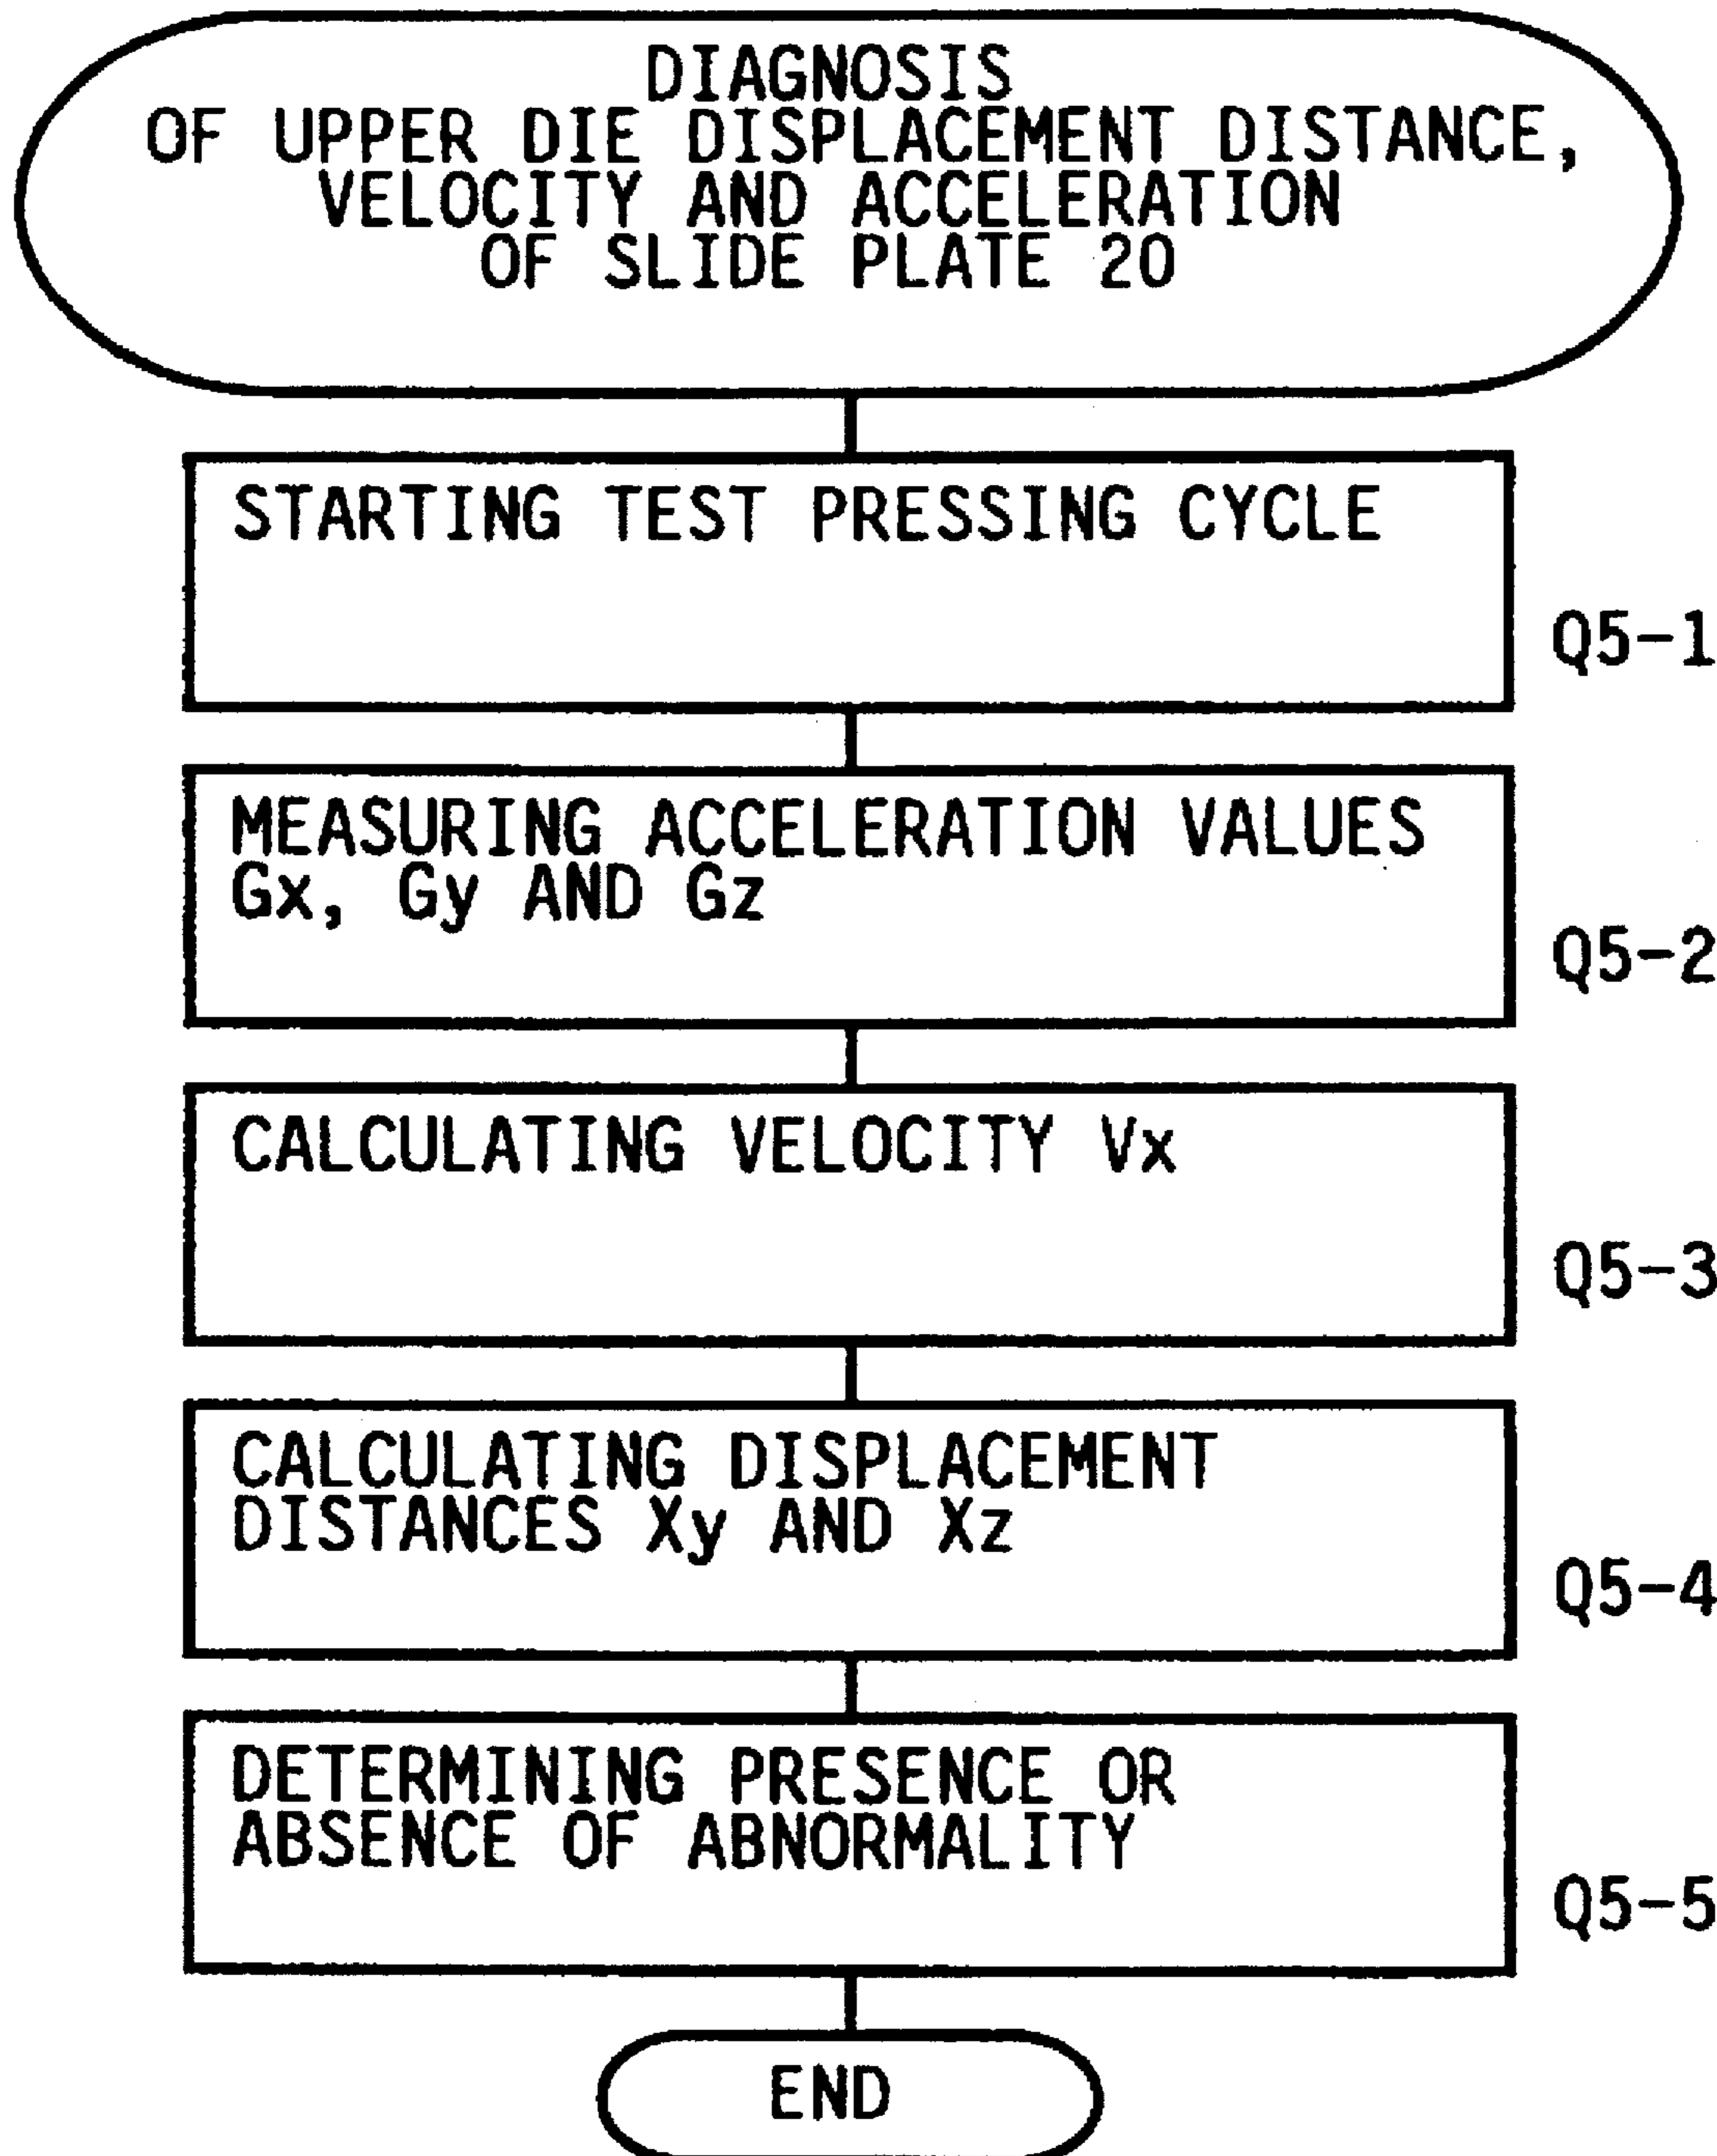 DIAGNOSIS
OF UPPER DIE DISPLACEMENT DISTANCE,
VELOCITY AND ACCELERATION
OF SLIDE PLATE 20
STARTING TEST PRESSING CYCLE
Q5-1
MEASURING ACCELERATION VALUES
Gx, Gy AND Gz
Q5-2
CALCULATING VELOCITY Vx
Q5-3
CALCULATING DISPLACEMENT
DISTANCES Xy AND Xz
Q5-4
DETERMINING PRESENCE OR
ABSENCE OF ABNORMALITY
Q5-5
END